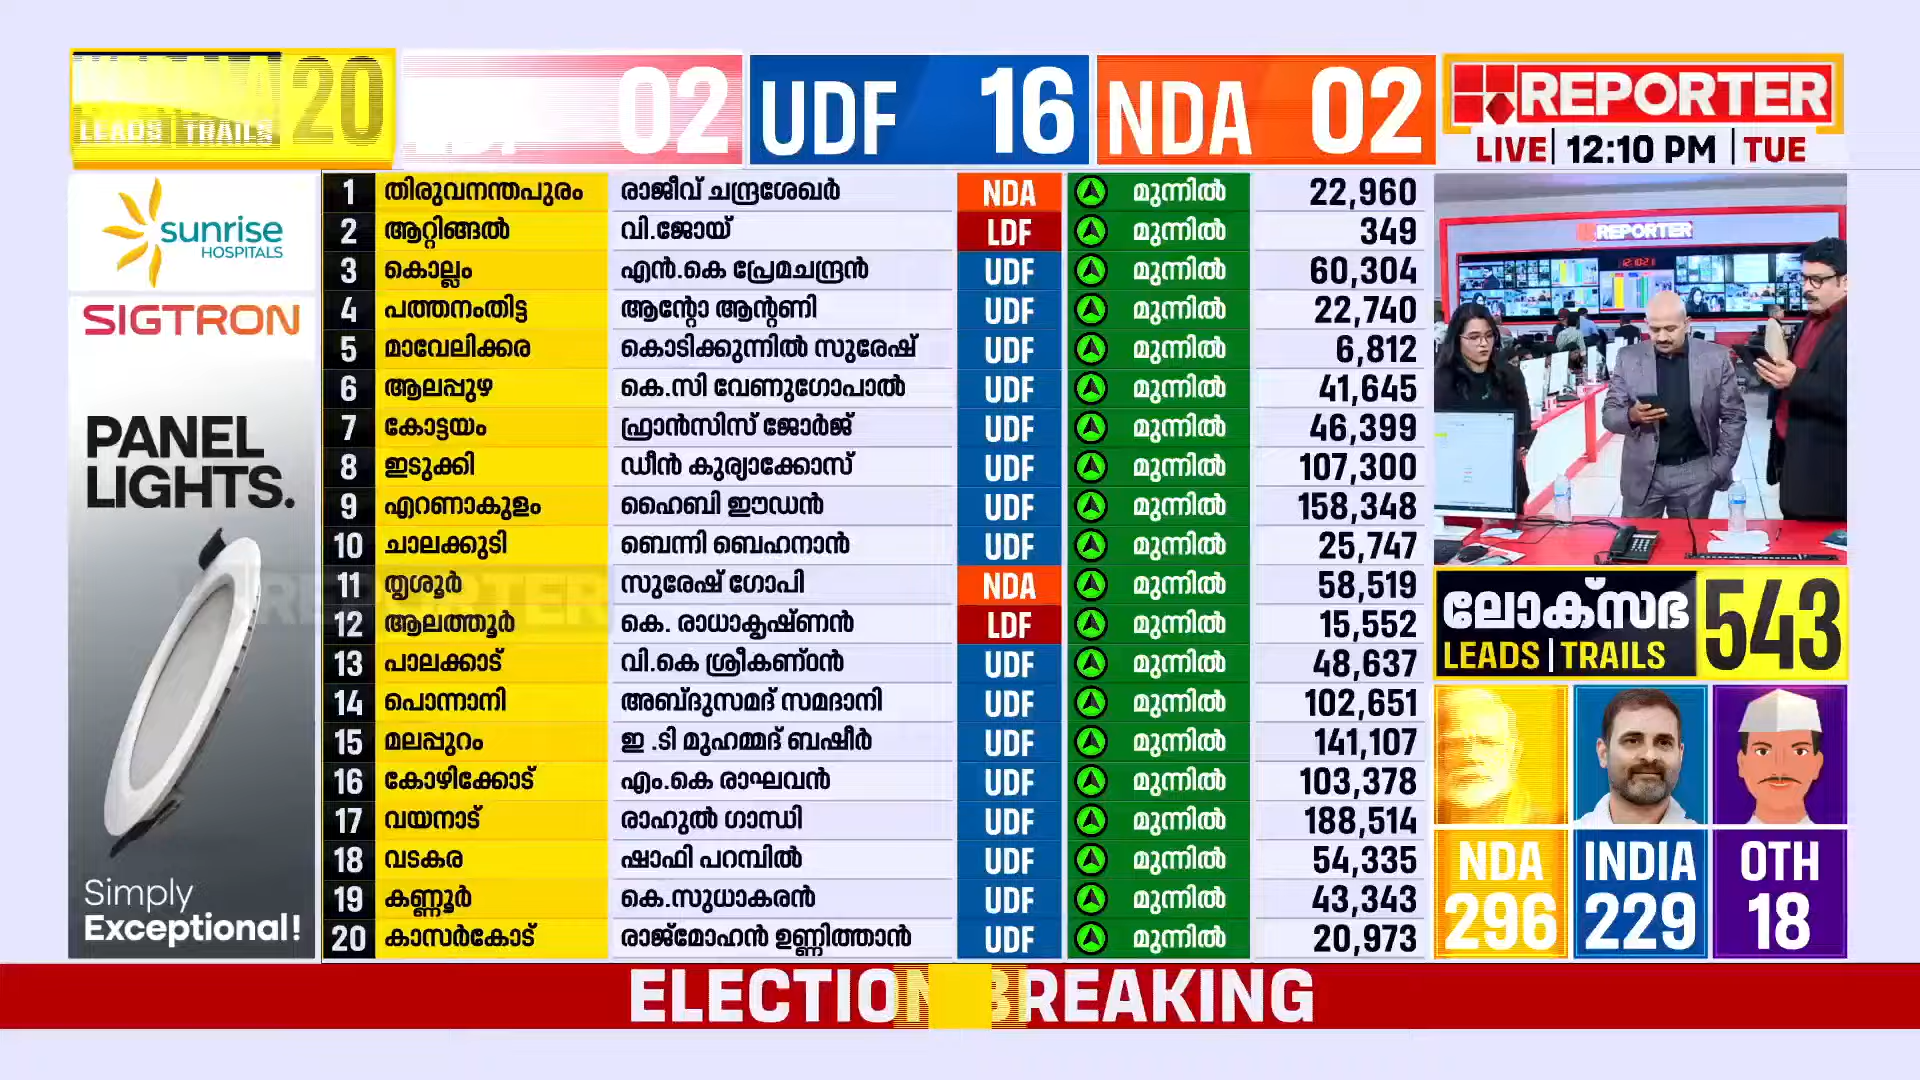 LEADS | TRAILS 20
02
UDF 16
NDA 02
REPORTER
LIVE | 12:10 PM | TUE
sunrise
HOSPITALS
SIGTRON
PANEL
LIGHTS.
Simply
Exceptional!
1 തിരുവനന്തപുരം രാജീവ് ചന്ദ്രശേഖർ NDA മുന്നിൽ 22,960
2 ആറ്റിങ്ങൽ വി.ജോയ് LDF മുന്നിൽ 349
3 കൊല്ലം എൻ.കെ പ്രേമചന്ദ്രൻ UDF മുന്നിൽ 60,304
4 പത്തനംതിട്ട ആന്റോ ആന്റണി UDF മുന്നിൽ 22,740
5 മാവേലിക്കര കൊടിക്കുന്നിൽ സുരേഷ് UDF മുന്നിൽ 6,812
6 ആലപ്പുഴ കെ.സി വേണുഗോപാൽ UDF മുന്നിൽ 41,645
7 കോട്ടയം ഫ്രാൻസിസ് ജോർജ് UDF മുന്നിൽ 46,399
8 ഇടുക്കി ഡീൻ കുര്യാക്കോസ് UDF മുന്നിൽ 107,300
9 എറണാകുളം ഹൈബി ഈഡൻ UDF മുന്നിൽ 158,348
10 ചാലക്കുടി ബെന്നി ബെഹനാൻ UDF മുന്നിൽ 25,747
11 തൃശൂർ സുരേഷ് ഗോപി NDA മുന്നിൽ 58,519
12 ആലത്തൂർ കെ. രാധാകൃഷ്ണൻ LDF മുന്നിൽ 15,552
13 പാലക്കാട് വി.കെ ശ്രീകണ്ഠൻ UDF മുന്നിൽ 48,637
14 പൊന്നാനി അബ്ദുസമദ് സമദാനി UDF മുന്നിൽ 102,651
15 മലപ്പുറം ഇ .ടി മുഹമ്മദ് ബഷീർ UDF മുന്നിൽ 141,107
16 കോഴിക്കോട് എം.കെ രാഘവൻ UDF മുന്നിൽ 103,378
17 വയനാട് രാഹുൽ ഗാന്ധി UDF മുന്നിൽ 188,514
18 വടകര ഷാഫി പറമ്പിൽ UDF മുന്നിൽ 54,335
19 കണ്ണൂർ കെ.സുധാകരൻ UDF മുന്നിൽ 43,343
20 കാസർകോട് രാജ്മോഹൻ ഉണ്ണിത്താൻ UDF മുന്നിൽ 20,973
REPORTER
REPORTER
12:10:21
ലോക്സഭ 543
LEADS | TRAILS
NDA INDIA OTH
296 229 18
ELECTION BREAKING